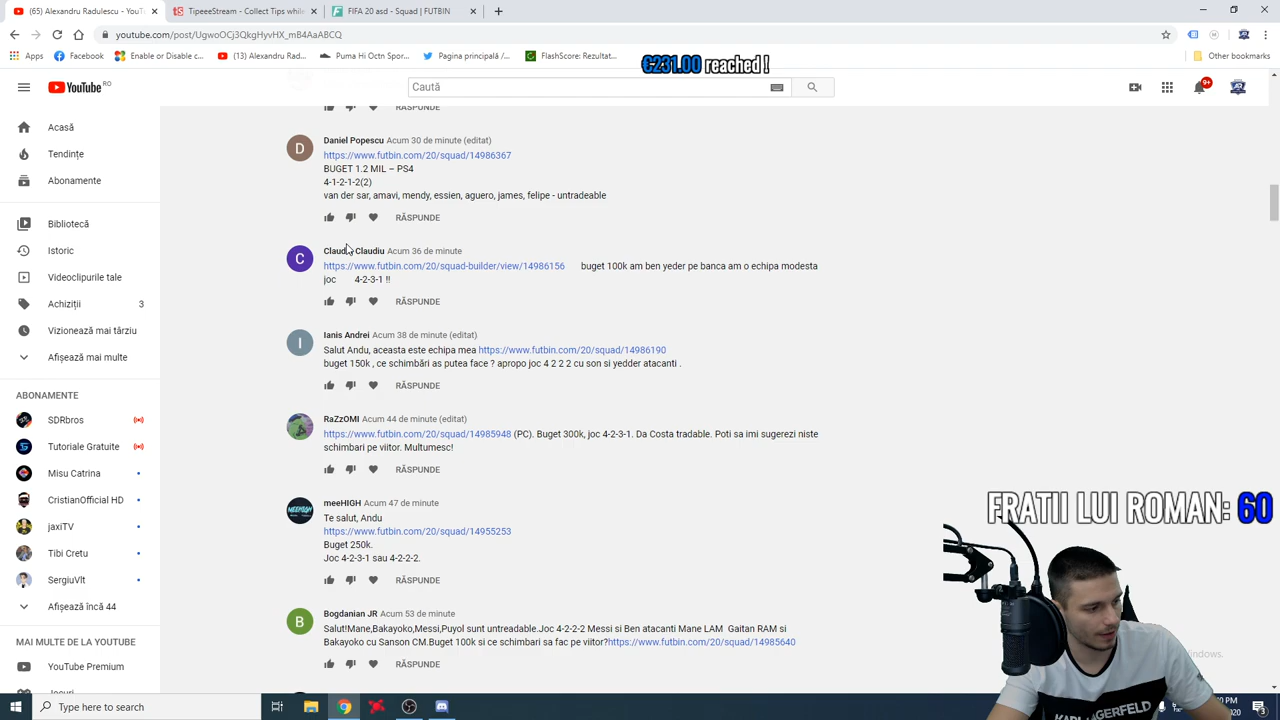 (65) Alexandru Radulescu - YouTu
TipeeeStream - Collect Tips while
FIFA 20 asd - Squad | FUTBIN
youtube.com/post/UgwoOCj3QkgHyvHX_mB4AaABCQ
Apps
Facebook
Enable or Disable c...
(13) Alexandru Rad...
Puma Hi Octn Spor...
Pagina principală /...
FlashScore: Rezultat...
Other bookmarks
€231.00 reached !
YouTube RO
Caută
9+
RĂSPUNDE
Acasă
Tendințe
Abonamente
Bibliotecă
Istoric
Videoclipurile tale
Achiziții 3
Vizionează mai târziu
Afișează mai multe
ABONAMENTE
SDRbros
Tutoriale Gratuite
Misu Catrina
CristianOfficial HD
jaxiTV
Tibi Cretu
SergiuVlt
Afișează încă 44
MAI MULTE DE LA YOUTUBE
YouTube Premium
Jocuri
D
Daniel Popescu Acum 30 de minute (editat)
https://www.futbin.com/20/squad/14986367
BUGET 1.2 MIL – PS4
4-1-2-1-2(2)
van der sar, amavi, mendy, essien, aguero, james, felipe - untradeable
RĂSPUNDE
C
Claudiu Claudiu Acum 36 de minute
https://www.futbin.com/20/squad-builder/view/14986156 buget 100k am ben yeder pe banca am o echipa modesta
joc 4-2-3-1 !!
RĂSPUNDE
I
Ianis Andrei Acum 38 de minute (editat)
Salut Andu, aceasta este echipa mea https://www.futbin.com/20/squad/14986190
buget 150k , ce schimbări as putea face ? apropo joc 4 2 2 2 cu son si yedder atacanti .
RĂSPUNDE
RaZzOMI Acum 44 de minute (editat)
https://www.futbin.com/20/squad/14985948 (PC). Buget 300k, joc 4-2-3-1. Da Costa tradable. Poti sa imi sugerezi niste
schimbari pe viitor. Multumesc!
RĂSPUNDE
MEEHIGH
meeHIGH Acum 47 de minute
Te salut, Andu
https://www.futbin.com/20/squad/14955253
Buget 250k.
Joc 4-2-3-1 sau 4-2-2-2.
RĂSPUNDE
B
Bogdanian JR Acum 53 de minute
Salut!Mane,Bakayoko,Messi,Puyol sunt untreadable.Joc 4-2-2-2 Messi si Ben atacanti Mane LAM Gaitan RAM si
Bakayoko cu Sanson CM.Buget 100k si ce schimbari sa fac pe viitor?https://www.futbin.com/20/squad/14985640
RĂSPUNDE
FRATII LUI ROMAN: 60
KARL LAGERFELD
Type here to search
3